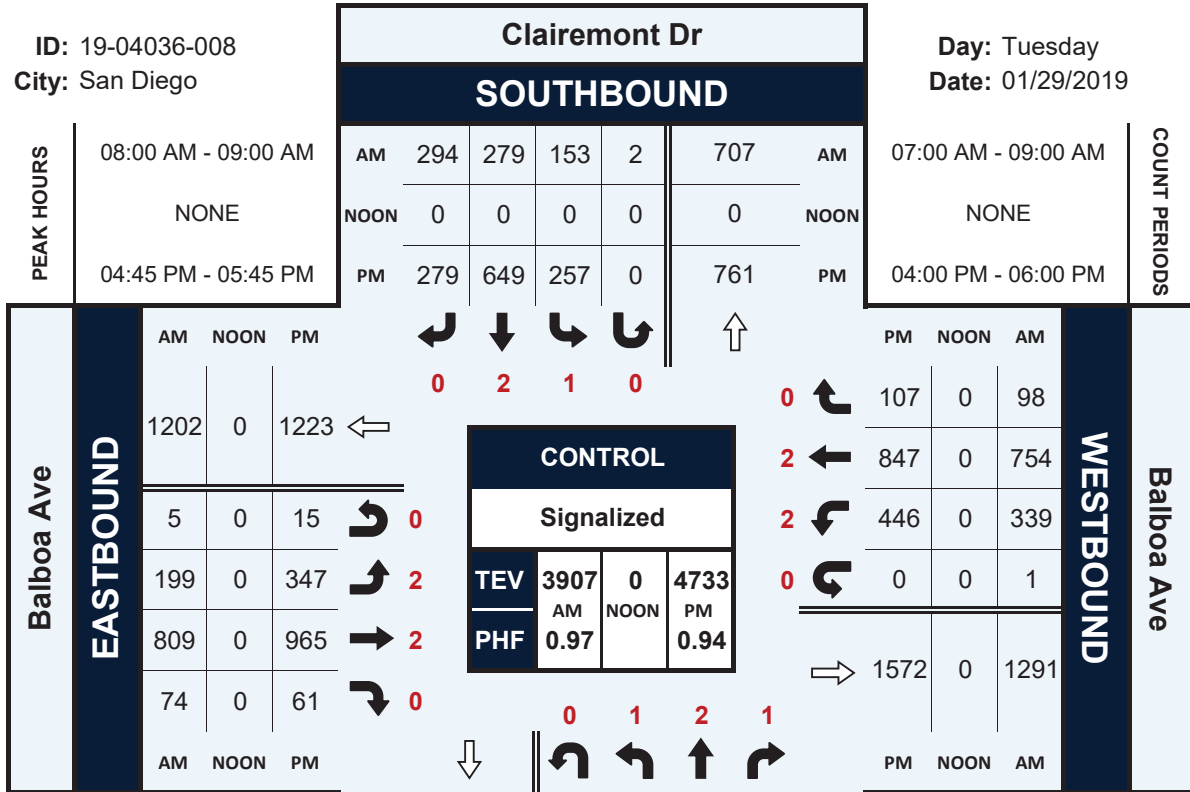 Clairemont Dr
SOUTHBOUND
ID: 19-04036-008
City: San Diego
Day: Tuesday
Date: 01/29/2019
PEAK HOURS
08:00 AM - 09:00 AM
NONE
04:45 PM - 05:45 PM
AM 294 279 153 2 707 AM
NOON 0 0 0 0 0 NOON
PM 279 649 257 0 761 PM
07:00 AM - 09:00 AM
NONE
04:00 PM - 06:00 PM
COUNT PERIODS
0 2 1 0
Balboa Ave
EASTBOUND
AM NOON PM
1202 0 1223
5 0 15 0
199 0 347 2
809 0 965 2
74 0 61 0
AM NOON PM
CONTROL
Signalized
TEV 3907 0 4733
AM NOON PM
PHF 0.97 0.94
PM NOON AM
0 107 0 98
2 847 0 754
2 446 0 339
0 0 0 1
1572 0 1291
PM NOON AM
WESTBOUND
Balboa Ave
0 1 2 1